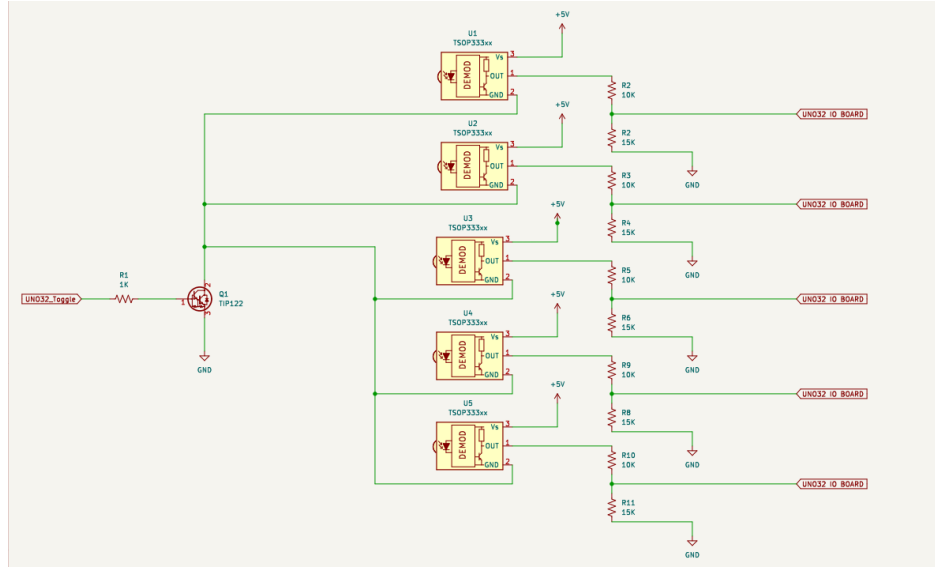 +5V
U1
TSOP333xx
DEMOD
Vs 3
OUT 1
GND 2
R2
10K
UNO32 IO BOARD
R2
15K
GND
+5V
U2
TSOP333xx
DEMOD
Vs 3
OUT 1
GND 2
R3
10K
UNO32 IO BOARD
R4
15K
GND
+5V
U3
TSOP333xx
DEMOD
Vs 3
OUT 1
GND 2
R5
10K
UNO32 IO BOARD
R6
15K
GND
R1
1K
UNO32_Toggle
1
2
3
Q1
TIP122
GND
+5V
U4
TSOP333xx
DEMOD
Vs 3
OUT 1
GND 2
R9
10K
UNO32 IO BOARD
R8
15K
GND
+5V
U5
TSOP333xx
DEMOD
Vs 3
OUT 1
GND 2
R10
10K
UNO32 IO BOARD
R11
15K
GND